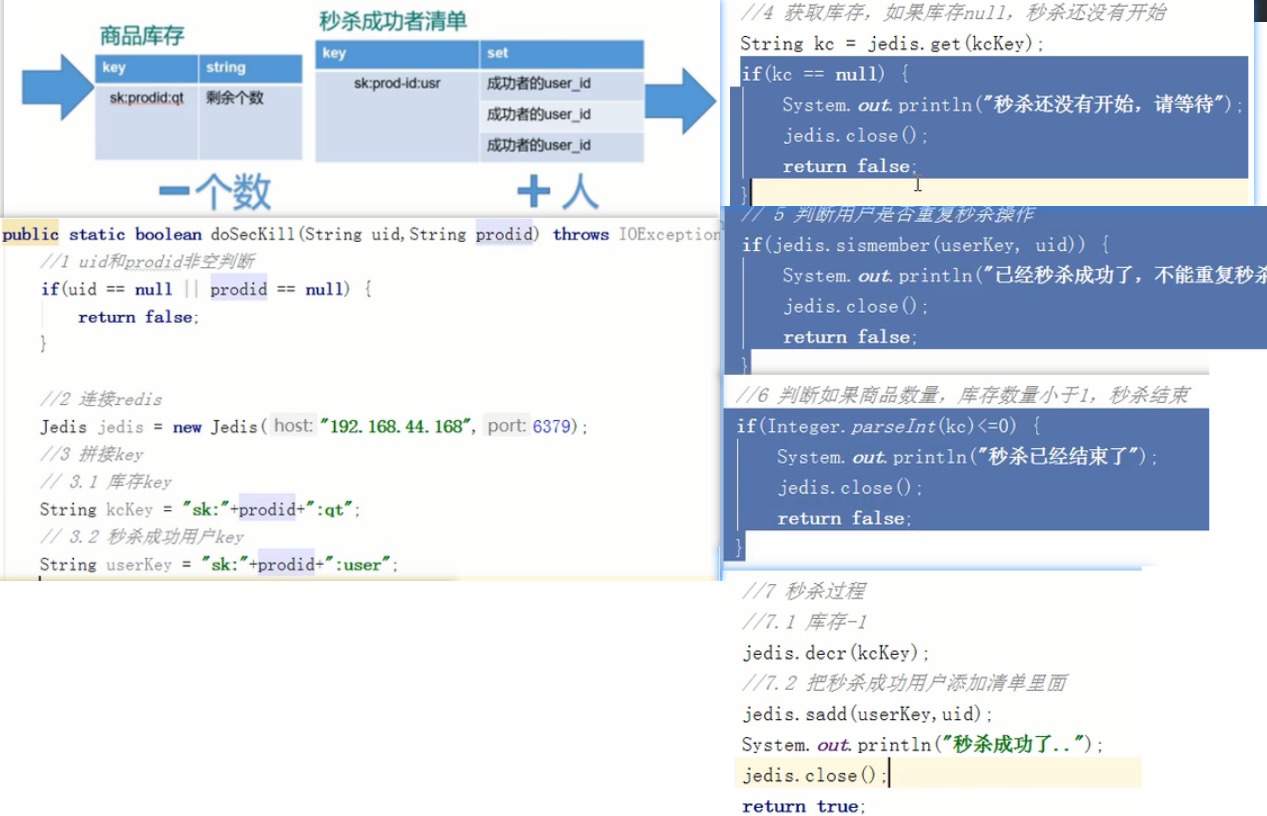 商品库存
key string
sk:prodid:qt 剩余个数
一个数
秒杀成功者清单
key set
sk:prod-id:usr 成功者的user_id
成功者的user_id
成功者的user_id
+ 人
public static boolean doSecKill(String uid,String prodid) throws IOException
//1 uid和prodid非空判断
if(uid == null || prodid == null) {
return false;
}
//2 连接redis
Jedis jedis = new Jedis( host: "192.168.44.168", port: 6379);
//3 拼接key
// 3.1 库存key
String kcKey = "sk:"+prodid+":qt";
// 3.2 秒杀成功用户key
String userKey = "sk:"+prodid+":user";
//4 获取库存，如果库存null，秒杀还没有开始
String kc = jedis.get(kcKey);
if(kc == null) {
System.out.println("秒杀还没有开始，请等待");
jedis.close();
return false;
}
// 5 判断用户是否重复秒杀操作
if(jedis.sismember(userKey, uid)) {
System.out.println("已经秒杀成功了，不能重复秒杀
jedis.close();
return false;
}
//6 判断如果商品数量，库存数量小于1，秒杀结束
if(Integer.parseInt(kc)<=0) {
System.out.println("秒杀已经结束了");
jedis.close();
return false;
}
//7 秒杀过程
//7.1 库存-1
jedis.decr(kcKey);
//7.2 把秒杀成功用户添加清单里面
jedis.sadd(userKey,uid);
System.out.println("秒杀成功了..");
jedis.close();
return true;